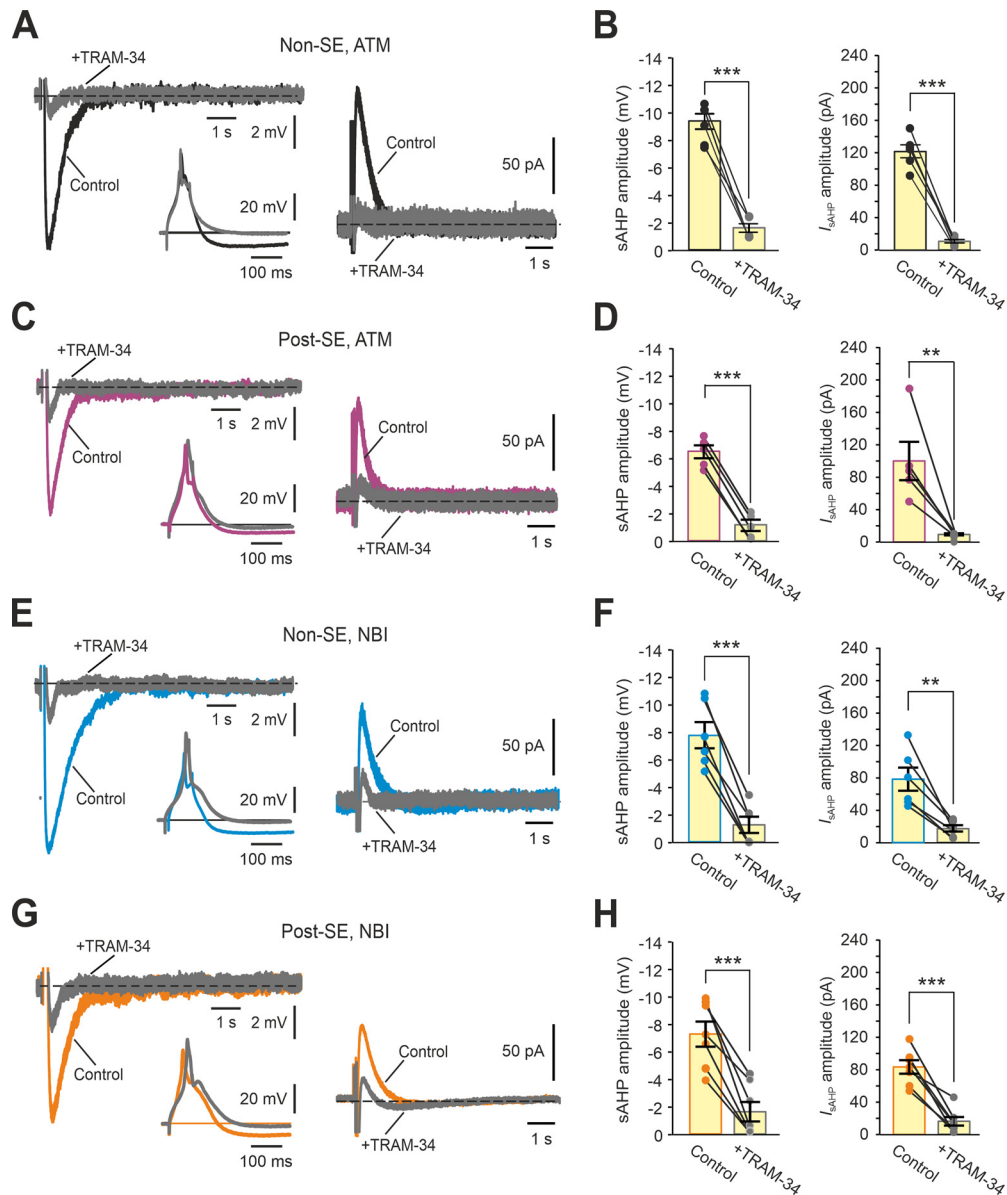 A
Non-SE, ATM
+TRAM-34
Control
1 s
2 mV
20 mV
100 ms
Control
50 pA
+TRAM-34
1 s
B
sAHP amplitude (mV)
-14
-12
-10
-8
-6
-4
-2
0
***
Control
+TRAM-34
IsAHP amplitude (pA)
240
200
160
120
80
40
0
***
Control
+TRAM-34
C
Post-SE, ATM
+TRAM-34
Control
1 s
2 mV
20 mV
100 ms
Control
50 pA
+TRAM-34
1 s
D
sAHP amplitude (mV)
-14
-12
-10
-8
-6
-4
-2
0
***
Control
+TRAM-34
IsAHP amplitude (pA)
240
200
160
120
80
40
0
**
Control
+TRAM-34
E
Non-SE, NBI
+TRAM-34
Control
1 s
2 mV
20 mV
100 ms
Control
50 pA
+TRAM-34
1 s
F
sAHP amplitude (mV)
-14
-12
-10
-8
-6
-4
-2
0
***
Control
+TRAM-34
IsAHP amplitude (pA)
240
200
160
120
80
40
0
**
Control
+TRAM-34
G
Post-SE, NBI
+TRAM-34
Control
1 s
2 mV
20 mV
100 ms
Control
50 pA
+TRAM-34
1 s
H
sAHP amplitude (mV)
-14
-12
-10
-8
-6
-4
-2
0
***
Control
+TRAM-34
IsAHP amplitude (pA)
240
200
160
120
80
40
0
***
Control
+TRAM-34